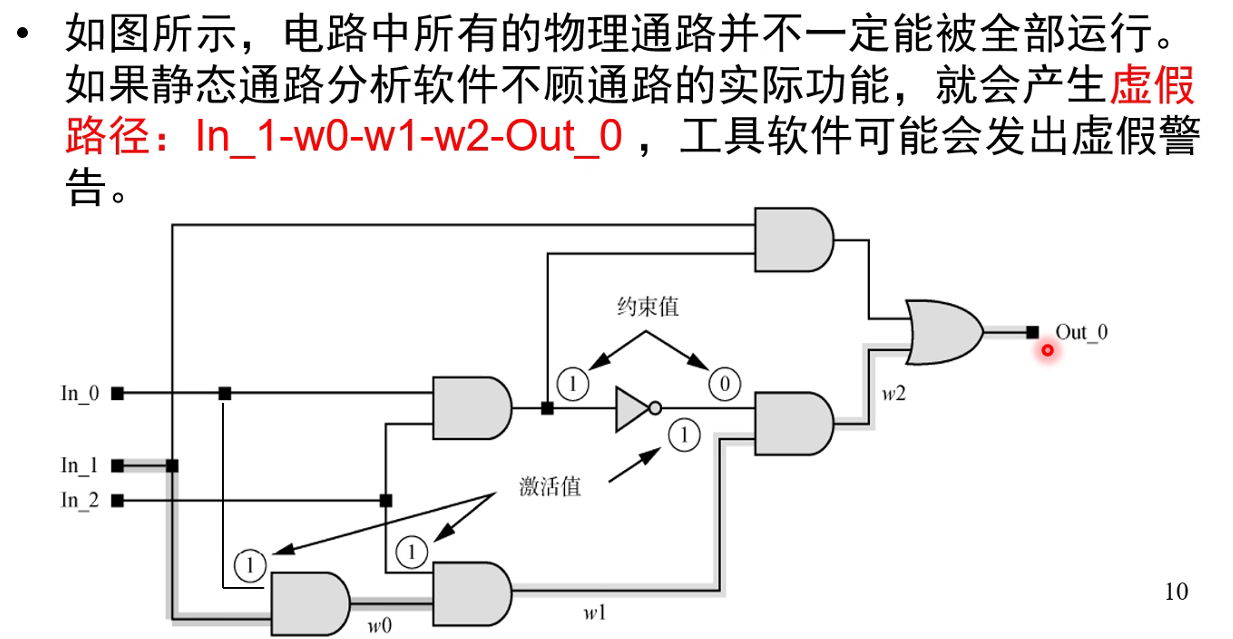 • 如图所示，电路中所有的物理通路并不一定能被全部运行。
如果静态通路分析软件不顾通路的实际功能，就会产生虚假
路径：In_1-w0-w1-w2-Out_0 ，工具软件可能会发出虚假警
告。
约束值
Out_0
1
0
In_0
w2
1
In_1
激活值
In_2
1
1
w0
w1
10